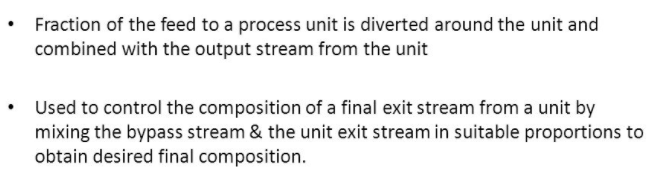 • Fraction of the feed to a process unit is diverted around the unit and
combined with the output stream from the unit
• Used to control the composition of a final exit stream from a unit by
mixing the bypass stream & the unit exit stream in suitable proportions to
obtain desired final composition.